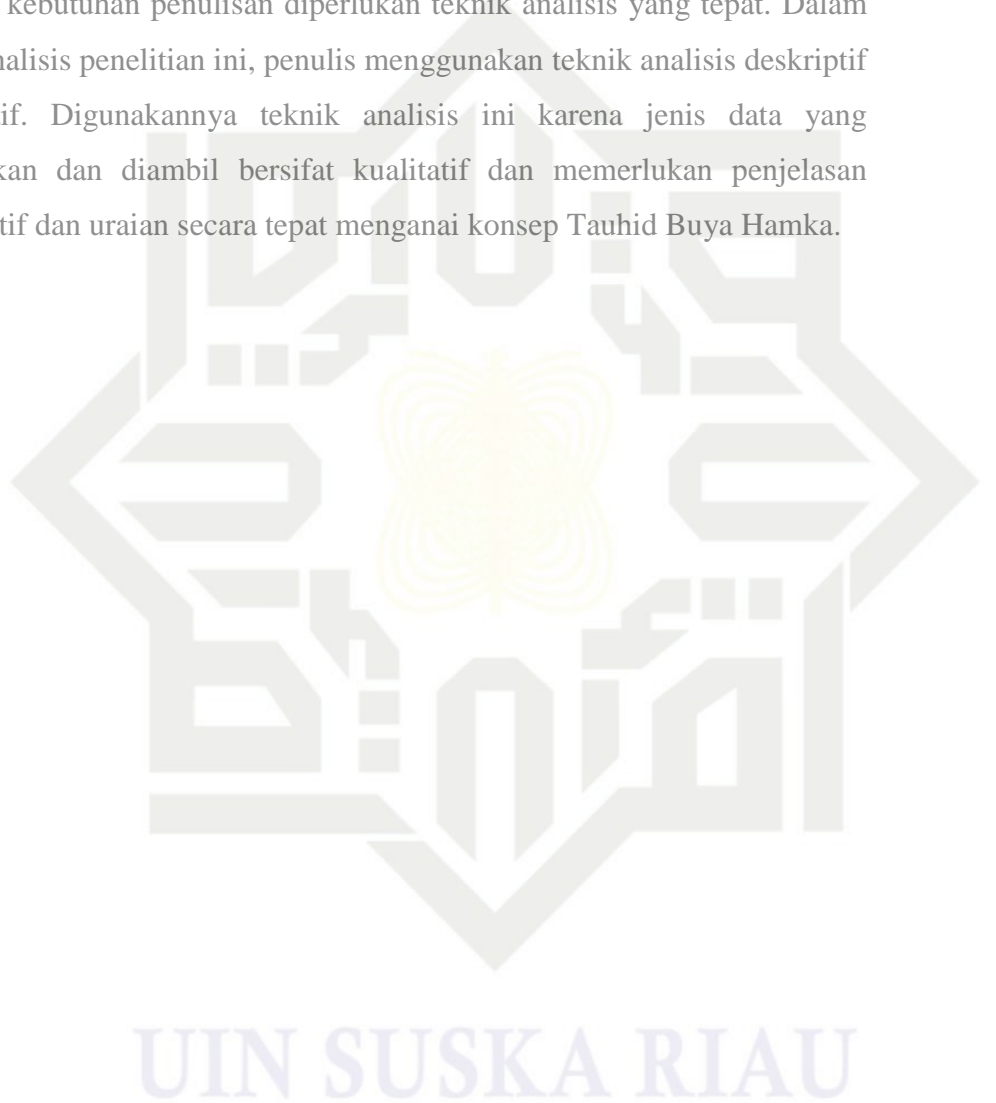 kebutuhan penulisan diperlukan teknik analisis yang tepat. Dalam
nalisis penelitian ini, penulis menggunakan teknik analisis deskriptif
if. Digunakannya teknik analisis ini karena jenis data yang
kan dan diambil bersifat kualitatif dan memerlukan penjelasan
tif dan uraian secara tepat menganai konsep Tauhid Buya Hamka.
UIN SUSKA RIAU